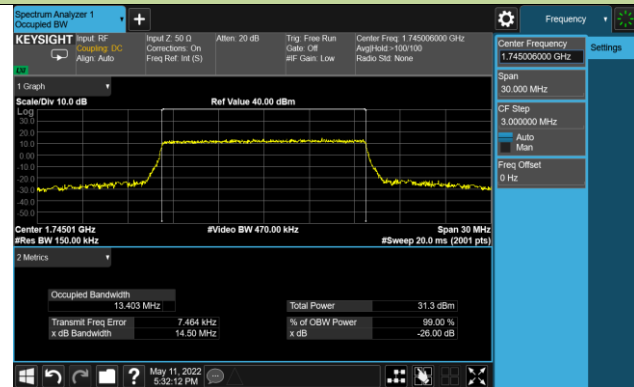 Spectrum Analyzer 1
Occupied BW
Frequency
KEYSIGHT Input: RF Input Z: 50 Ω Atten: 20 dB Trig: Free Run Center Freq: 1.745006000 GHz
Coupling: DC Corrections: On Gate: Off Avg|Hold:>100/100
Align: Auto Freq Ref: Int (S) #IF Gain: Low Radio Std: None
LXI
Center Frequency
1.745006000 GHz
Settings
Span
30.000 MHz
CF Step
3.000000 MHz
Auto
Man
Freq Offset
0 Hz
1 Graph
Scale/Div 10.0 dB Ref Value 40.00 dBm
Log
30.0
20.0
10.0
0.00
-10.0
-20.0
-30.0
-40.0
-50.0
Center 1.74501 GHz #Video BW 470.00 kHz Span 30 MHz
#Res BW 150.00 kHz #Sweep 20.0 ms (2001 pts)
2 Metrics
Occupied Bandwidth
13.403 MHz
Total Power 31.3 dBm
Transmit Freq Error 7.464 kHz % of OBW Power 99.00 %
x dB Bandwidth 14.50 MHz x dB -26.00 dB
?
May 11, 2022
5:32:12 PM